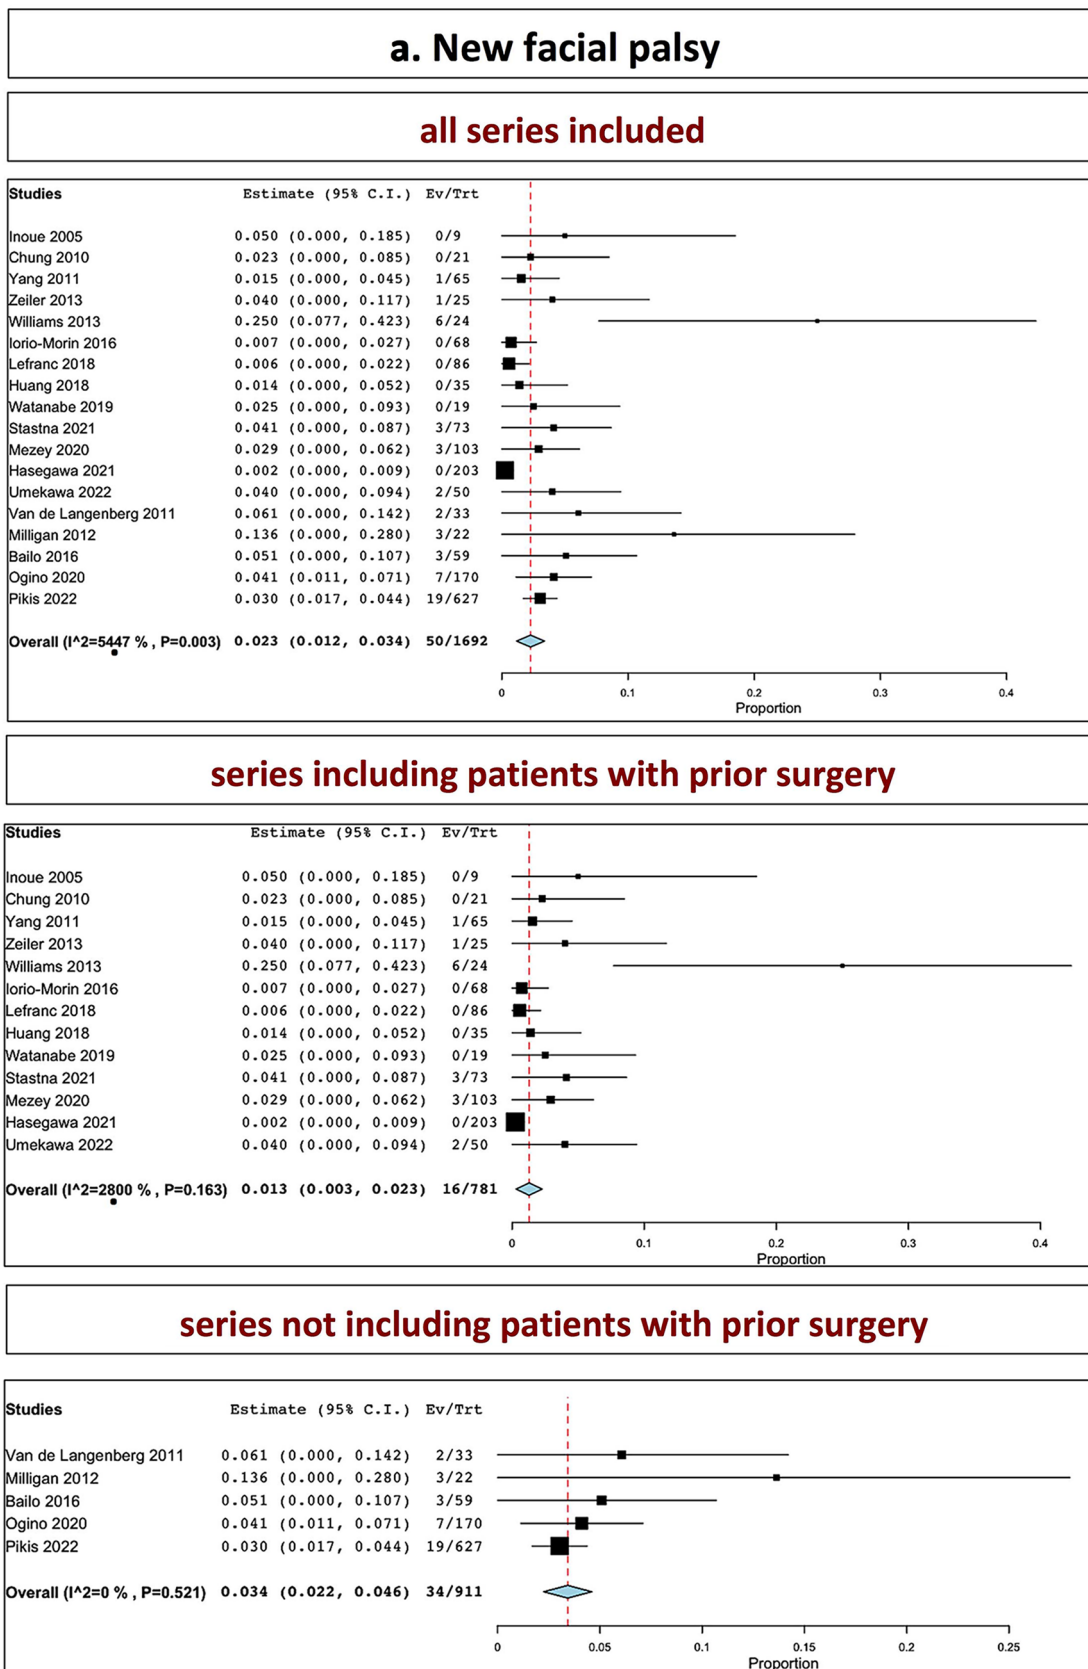 a. New facial palsy
all series included
Studies Estimate (95% C.I.) Ev/Trt
Inoue 2005 0.050 (0.000, 0.185) 0/9
Chung 2010 0.023 (0.000, 0.085) 0/21
Yang 2011 0.015 (0.000, 0.045) 1/65
Zeiler 2013 0.040 (0.000, 0.117) 1/25
Williams 2013 0.250 (0.077, 0.423) 6/24
Iorio-Morin 2016 0.007 (0.000, 0.027) 0/68
Lefranc 2018 0.006 (0.000, 0.022) 0/86
Huang 2018 0.014 (0.000, 0.052) 0/35
Watanabe 2019 0.025 (0.000, 0.093) 0/19
Stastna 2021 0.041 (0.000, 0.087) 3/73
Mezey 2020 0.029 (0.000, 0.062) 3/103
Hasegawa 2021 0.002 (0.000, 0.009) 0/203
Umekawa 2022 0.040 (0.000, 0.094) 2/50
Van de Langenberg 2011 0.061 (0.000, 0.142) 2/33
Milligan 2012 0.136 (0.000, 0.280) 3/22
Bailo 2016 0.051 (0.000, 0.107) 3/59
Ogino 2020 0.041 (0.011, 0.071) 7/170
Pikis 2022 0.030 (0.017, 0.044) 19/627
Overall (I^2=5447 % , P=0.003) 0.023 (0.012, 0.034) 50/1692
0 0.1 0.2 0.3 0.4
Proportion
series including patients with prior surgery
Studies Estimate (95% C.I.) Ev/Trt
Inoue 2005 0.050 (0.000, 0.185) 0/9
Chung 2010 0.023 (0.000, 0.085) 0/21
Yang 2011 0.015 (0.000, 0.045) 1/65
Zeiler 2013 0.040 (0.000, 0.117) 1/25
Williams 2013 0.250 (0.077, 0.423) 6/24
Iorio-Morin 2016 0.007 (0.000, 0.027) 0/68
Lefranc 2018 0.006 (0.000, 0.022) 0/86
Huang 2018 0.014 (0.000, 0.052) 0/35
Watanabe 2019 0.025 (0.000, 0.093) 0/19
Stastna 2021 0.041 (0.000, 0.087) 3/73
Mezey 2020 0.029 (0.000, 0.062) 3/103
Hasegawa 2021 0.002 (0.000, 0.009) 0/203
Umekawa 2022 0.040 (0.000, 0.094) 2/50
Overall (I^2=2800 % , P=0.163) 0.013 (0.003, 0.023) 16/781
0 0.1 0.2 0.3 0.4
Proportion
series not including patients with prior surgery
Studies Estimate (95% C.I.) Ev/Trt
Van de Langenberg 2011 0.061 (0.000, 0.142) 2/33
Milligan 2012 0.136 (0.000, 0.280) 3/22
Bailo 2016 0.051 (0.000, 0.107) 3/59
Ogino 2020 0.041 (0.011, 0.071) 7/170
Pikis 2022 0.030 (0.017, 0.044) 19/627
Overall (I^2=0 % , P=0.521) 0.034 (0.022, 0.046) 34/911
0 0.05 0.1 0.15 0.2 0.25
Proportion